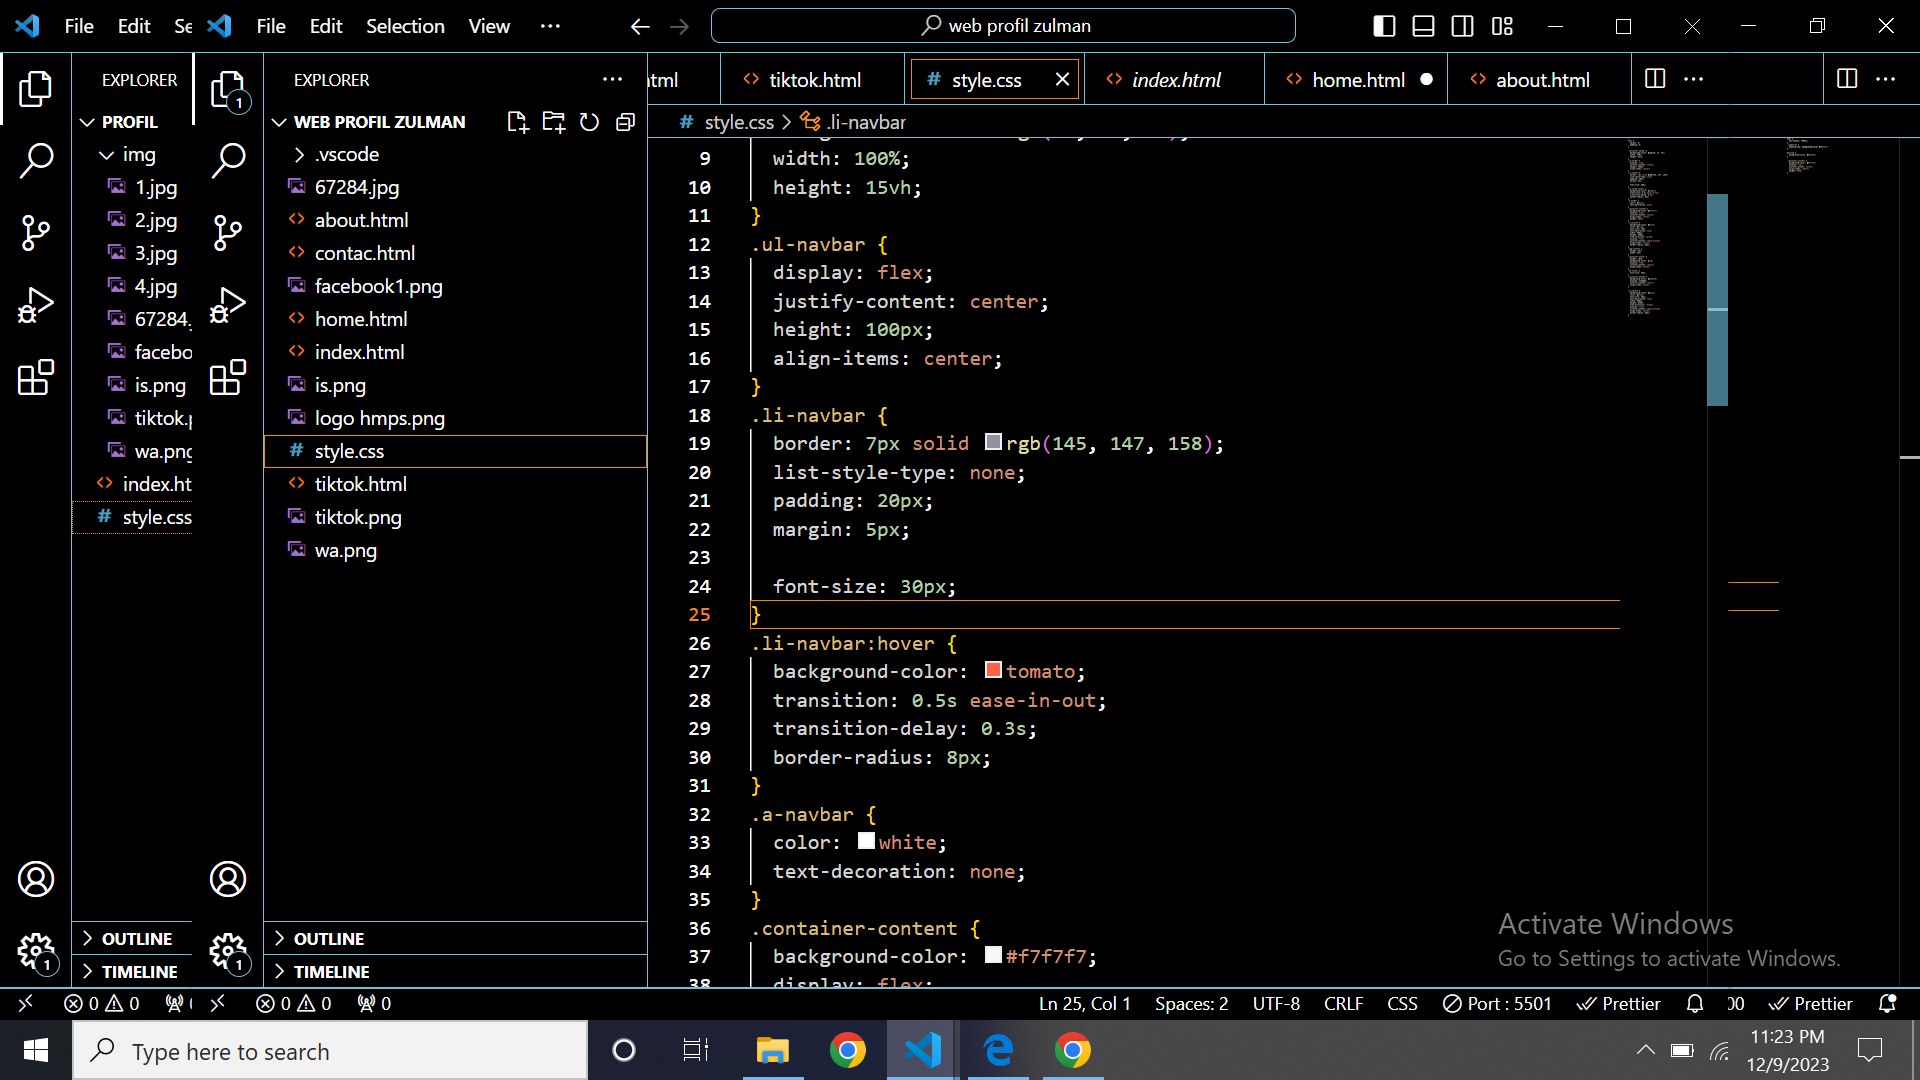 File Edit Se File Edit Selection View ··· web profil zulman
EXPLORER
PROFIL
img
1.jpg
2.jpg
3.jpg
4.jpg
67284.
facebo
is.png
tiktok.p
wa.png
index.ht
style.css
OUTLINE
TIMELINE
1
EXPLORER ···
WEB PROFIL ZULMAN
.vscode
67284.jpg
about.html
contac.html
facebook1.png
home.html
index.html
is.png
logo hmps.png
style.css
tiktok.html
tiktok.png
wa.png
OUTLINE
TIMELINE
1
1
html <> tiktok.html # style.css <> index.html <> home.html <> about.html ··· ···
# style.css > .li-navbar
9 width: 100%;
10 height: 15vh;
11 }
12 .ul-navbar {
13 display: flex;
14 justify-content: center;
15 height: 100px;
16 align-items: center;
17 }
18 .li-navbar {
19 border: 7px solid rgb(145, 147, 158);
20 list-style-type: none;
21 padding: 20px;
22 margin: 5px;
23
24 font-size: 30px;
25 }
26 .li-navbar:hover {
27 background-color: tomato;
28 transition: 0.5s ease-in-out;
29 transition-delay: 0.3s;
30 border-radius: 8px;
31 }
32 .a-navbar {
33 color: white;
34 text-decoration: none;
35 }
36 .container-content {
37 background-color: #f7f7f7;
38 display: flex;
Activate Windows
Go to Settings to activate Windows.
0 0 0 0 0 Ln 25, Col 1 Spaces: 2 UTF-8 CRLF CSS Port : 5501 Prettier Prettier
Type here to search
11:23 PM
12/9/2023